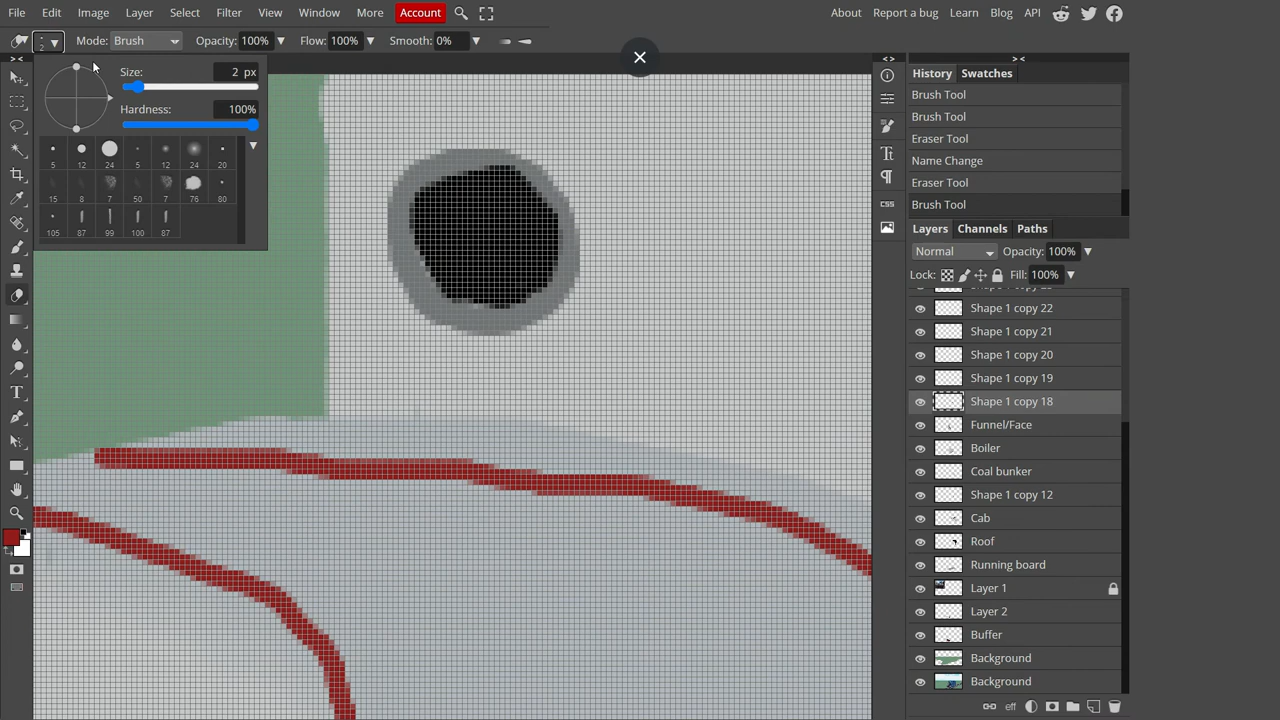 File Edit Image Layer Select Filter View Window More Account About Report a bug Learn Blog API
Mode: Brush Opacity: 100% Flow: 100% Smooth: 0%
Size: 2 px
Hardness: 100%
5 12 24 5 12 24 20
15 8 7 50 7 76 80
105 87 99 100 87
History Swatches
Brush Tool
Brush Tool
Eraser Tool
Name Change
Eraser Tool
Brush Tool
Layers Channels Paths
Normal Opacity: 100%
Lock: Fill: 100%
Shape 1 copy 22
Shape 1 copy 21
Shape 1 copy 20
Shape 1 copy 19
Shape 1 copy 18
Funnel/Face
Boiler
Coal bunker
Shape 1 copy 12
Cab
Roof
Running board
Layer 1
Layer 2
Buffer
Background
Background
CSS
eff